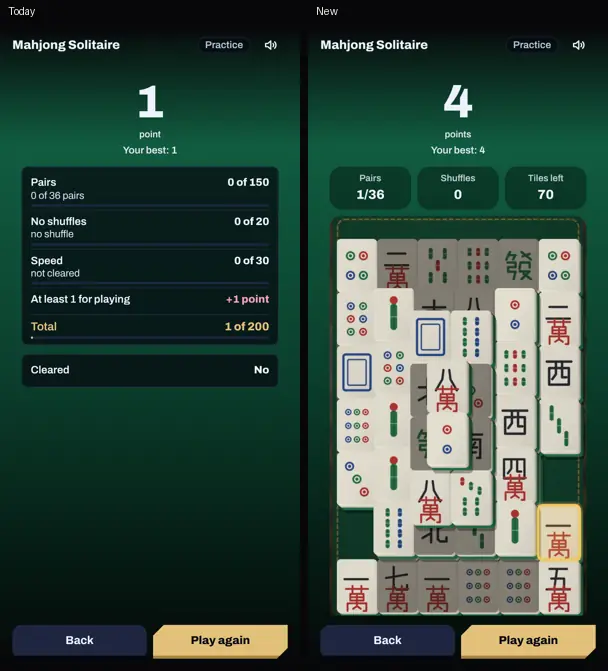 Today
Mahjong Solitaire
Practice
1
point
Your best: 1
Pairs 0 of 150
0 of 36 pairs
No shuffles 0 of 20
no shuffle
Speed 0 of 30
not cleared
At least 1 for playing +1 point
Total 1 of 200
Cleared No
Back Play again
New
Mahjong Solitaire
Practice
4
points
Your best: 4
Pairs Shuffles Tiles left
1/36 0 70
二萬 發
二萬
八萬 西
西
南
四萬
八萬
北 一萬
一萬 七萬 一萬 五萬
Back Play again